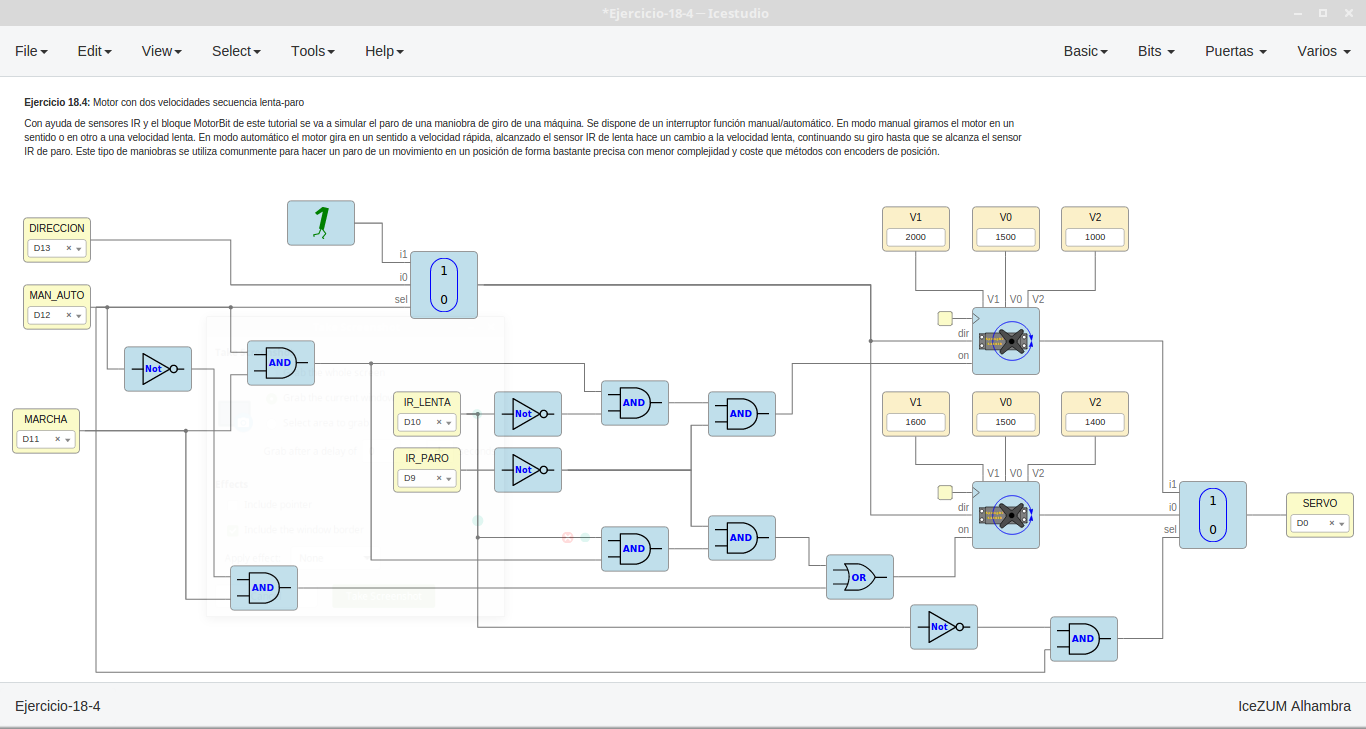 *Ejercicio-18-4 — Icestudio
File Edit View Select Tools Help Basic Bits Puertas Varios
Ejercicio 18.4: Motor con dos velocidades secuencia lenta-paro
Con ayuda de sensores IR y el bloque MotorBit de este tutorial se va a simular el paro de una maniobra de giro de una máquina. Se dispone de un interruptor función manual/automático. En modo manual giramos el motor en un
sentido o en otro a una velocidad lenta. En modo automático el motor gira en un sentido a velocidad rápida, alcanzado el sensor IR de lenta hace un cambio a la velocidad lenta, continuando su giro hasta que se alcanza el sensor
IR de paro. Este tipo de maniobras se utiliza comunmente para hacer un paro de un movimiento en un posición de forma bastante precisa con menor complejidad y coste que métodos con encoders de posición.
DIRECCION
D13
MAN_AUTO
D12
MARCHA
D11
1
i1
i0
sel
1
0
Not
AND
AND
IR_LENTA
D10
IR_PARO
D9
Not
Not
AND
AND
AND
AND
OR
Not
AND
V1
2000
V0
1500
V2
1000
V1 V0 V2
dir
on
V1
1600
V0
1500
V2
1400
V1 V0 V2
dir
on
i1
i0
sel
1
0
SERVO
D0
Ejercicio-18-4
IceZUM Alhambra